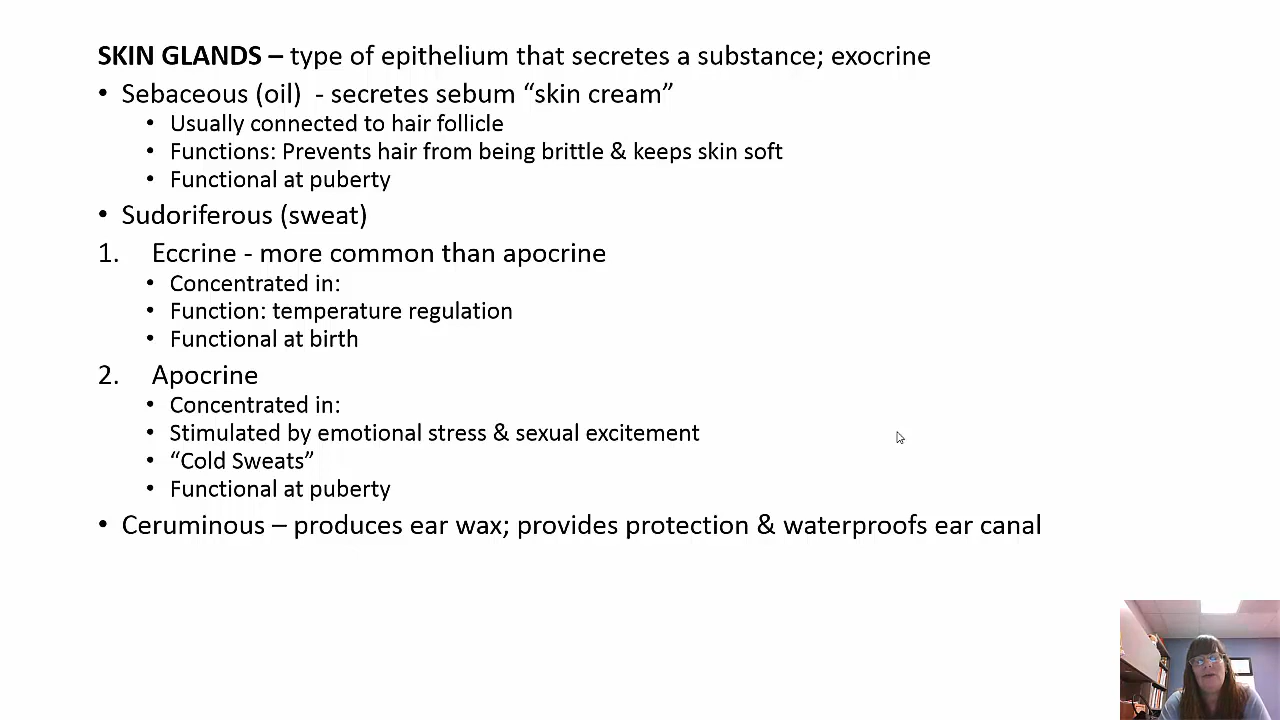 SKIN GLANDS – type of epithelium that secretes a substance; exocrine
• Sebaceous (oil)  - secretes sebum “skin cream”
• Usually connected to hair follicle
• Functions: Prevents hair from being brittle & keeps skin soft
• Functional at puberty
• Sudoriferous (sweat)
1. Eccrine - more common than apocrine
• Concentrated in:
• Function: temperature regulation
• Functional at birth
2. Apocrine
• Concentrated in:
• Stimulated by emotional stress & sexual excitement
• “Cold Sweats”
• Functional at puberty
• Ceruminous – produces ear wax; provides protection & waterproofs ear canal